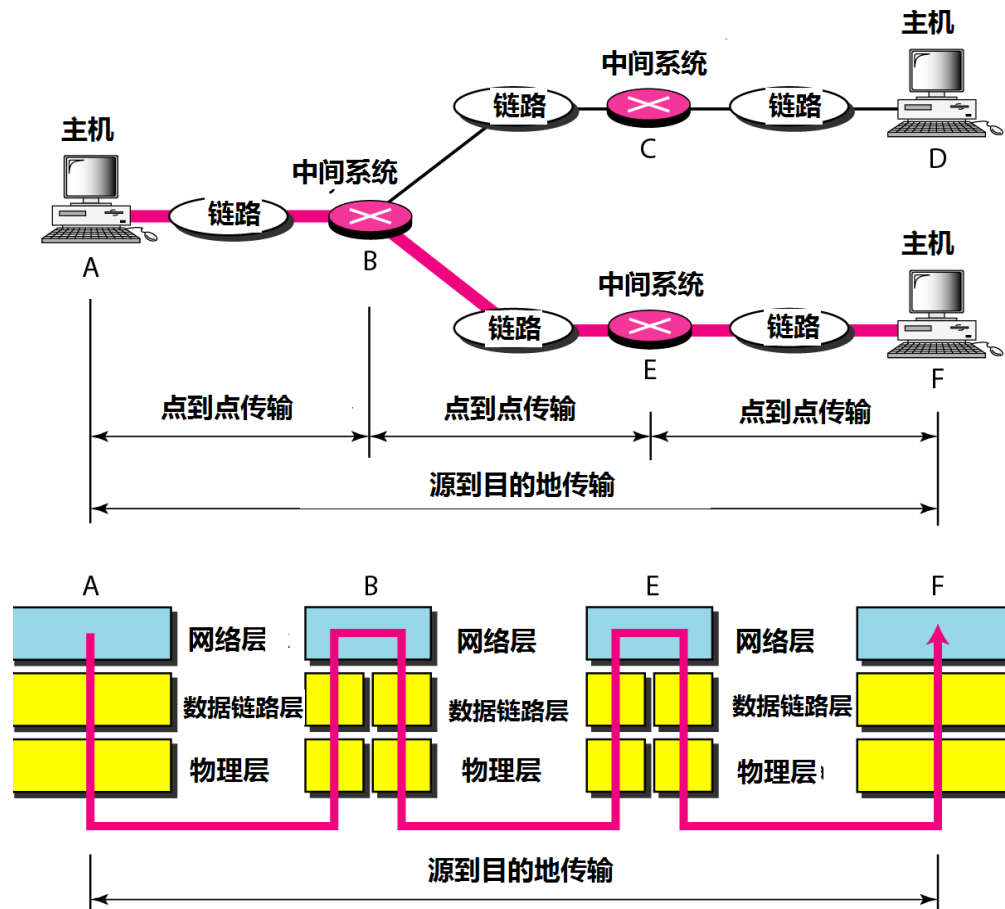 主机
中间系统
链路
链路
C
D
主机
中间系统
链路
A
B
主机
中间系统
链路
链路
E
F
点到点传输
点到点传输
点到点传输
源到目的地传输
A
B
E
F
网络层
网络层
网络层
数据链路层
数据链路层
数据链路层
物理层
物理层
物理层
源到目的地传输